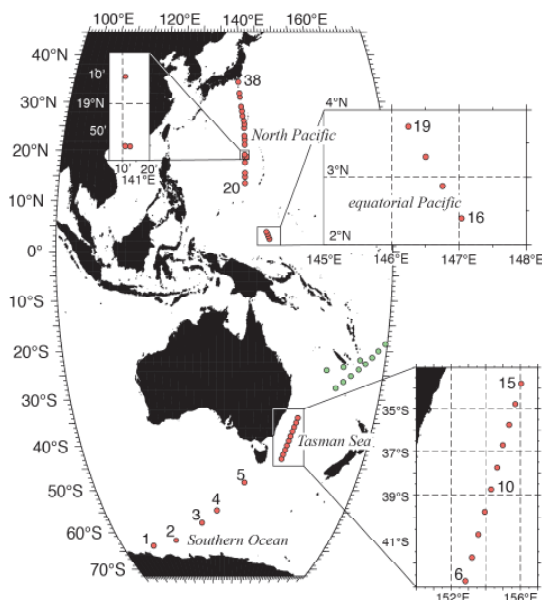 100°E 120°E 140°E 160°E
40°N
30°N
20°N
10°N
0°
10°S
20°S
30°S
40°S
50°S
60°S
70°S
10'
19°N
50'
10' 20'
141°E
38
North Pacific
20
4°N
19
3°N
equatorial Pacific
16
2°N
145°E 146°E 147°E 148°E
Tasman Sea
15
35°S
37°S
10
39°S
41°S
6
152°E 156°E
5
4
3
2
1
Southern Ocean